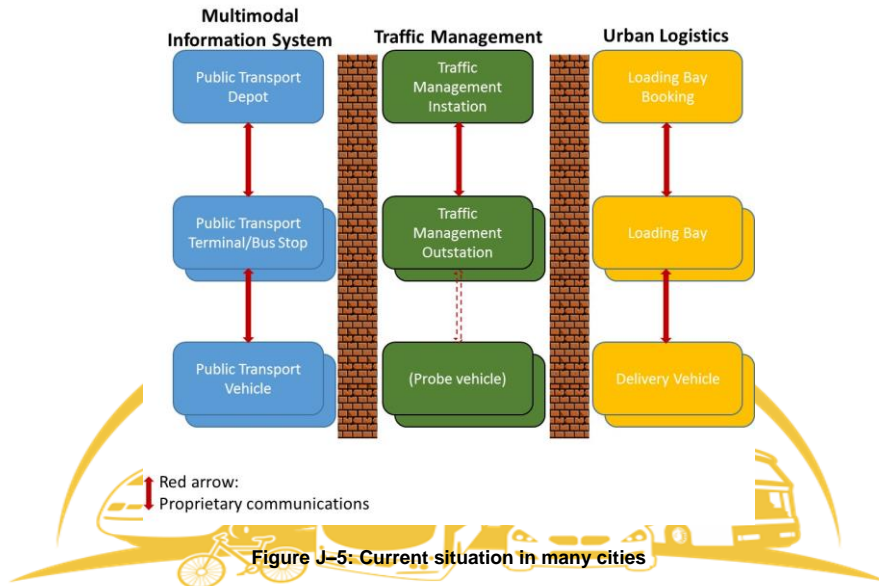 Multimodal
Information System
Traffic Management
Urban Logistics
Public Transport
Depot
Traffic
Management
Instation
Loading Bay
Booking
Public Transport
Terminal/Bus Stop
Traffic
Management
Outstation
Loading Bay
Public Transport
Vehicle
(Probe vehicle)
Delivery Vehicle
Red arrow:
Proprietary communications
Figure J–5: Current situation in many cities